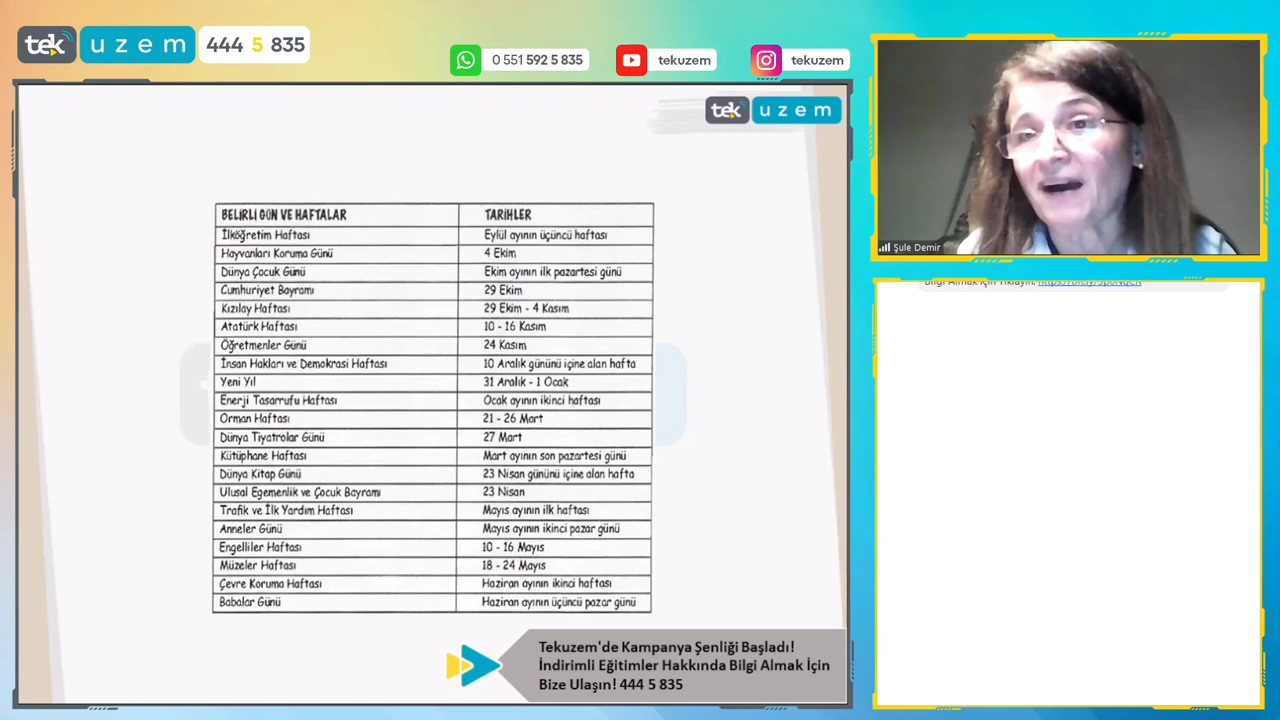 tek uzem 444 5 835
0 551 592 5 835
tekuzem
tekuzem
tek uzem
BELİRLİ GÜN VE HAFTALAR TARİHLER
İlköğretim Haftası Eylül ayının üçüncü haftası
Hayvanları Koruma Günü 4 Ekim
Dünya Çocuk Günü Ekim ayının ilk pazartesi günü
Cumhuriyet Bayramı 29 Ekim
Kızılay Haftası 29 Ekim - 4 Kasım
Atatürk Haftası 10 - 16 Kasım
Öğretmenler Günü 24 Kasım
İnsan Hakları ve Demokrasi Haftası 10 Aralık gününü içine alan hafta
Yeni Yıl 31 Aralık - 1 Ocak
Enerji Tasarrufu Haftası Ocak ayının ikinci haftası
Orman Haftası 21 - 26 Mart
Dünya Tiyatrolar Günü 27 Mart
Kütüphane Haftası Mart ayının son pazartesi günü
Dünya Kitap Günü 23 Nisan gününü içine alan hafta
Ulusal Egemenlik ve Çocuk Bayramı 23 Nisan
Trafik ve İlk Yardım Haftası Mayıs ayının ilk haftası
Anneler Günü Mayıs ayının ikinci pazar günü
Engelliler Haftası 10 - 16 Mayıs
Müzeler Haftası 18 - 24 Mayıs
Çevre Koruma Haftası Haziran ayının ikinci haftası
Babalar Günü Haziran ayının üçüncü pazar günü
Tekuzem'de Kampanya Şenliği Başladı!
İndirimli Eğitimler Hakkında Bilgi Almak İçin
Bize Ulaşın! 444 5 835
Şule Demir
Bilgi Almak İçin Tıklayın: